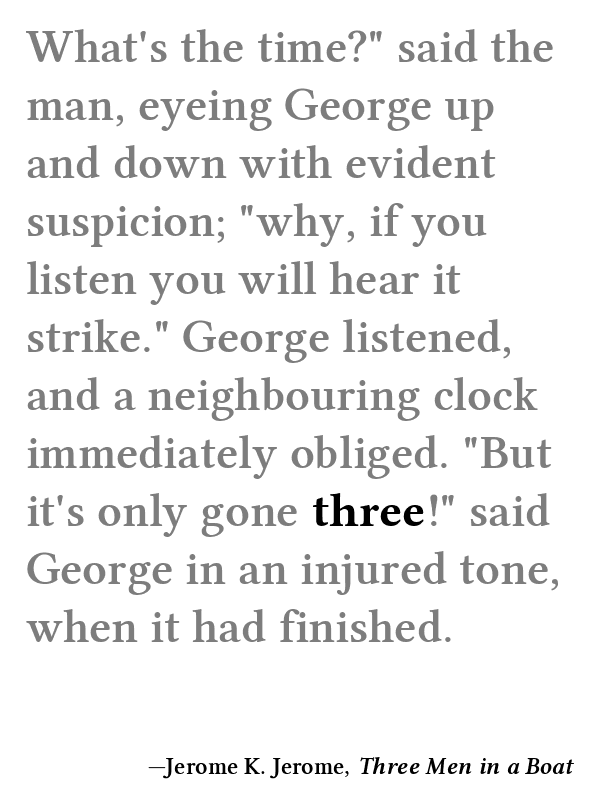 What's the time?" said the
man, eyeing George up
and down with evident
suspicion; "why, if you
listen you will hear it
strike." George listened,
and a neighbouring clock
immediately obliged. "But
it's only gone three!" said
George in an injured tone,
when it had finished.
—Jerome K. Jerome, Three Men in a Boat